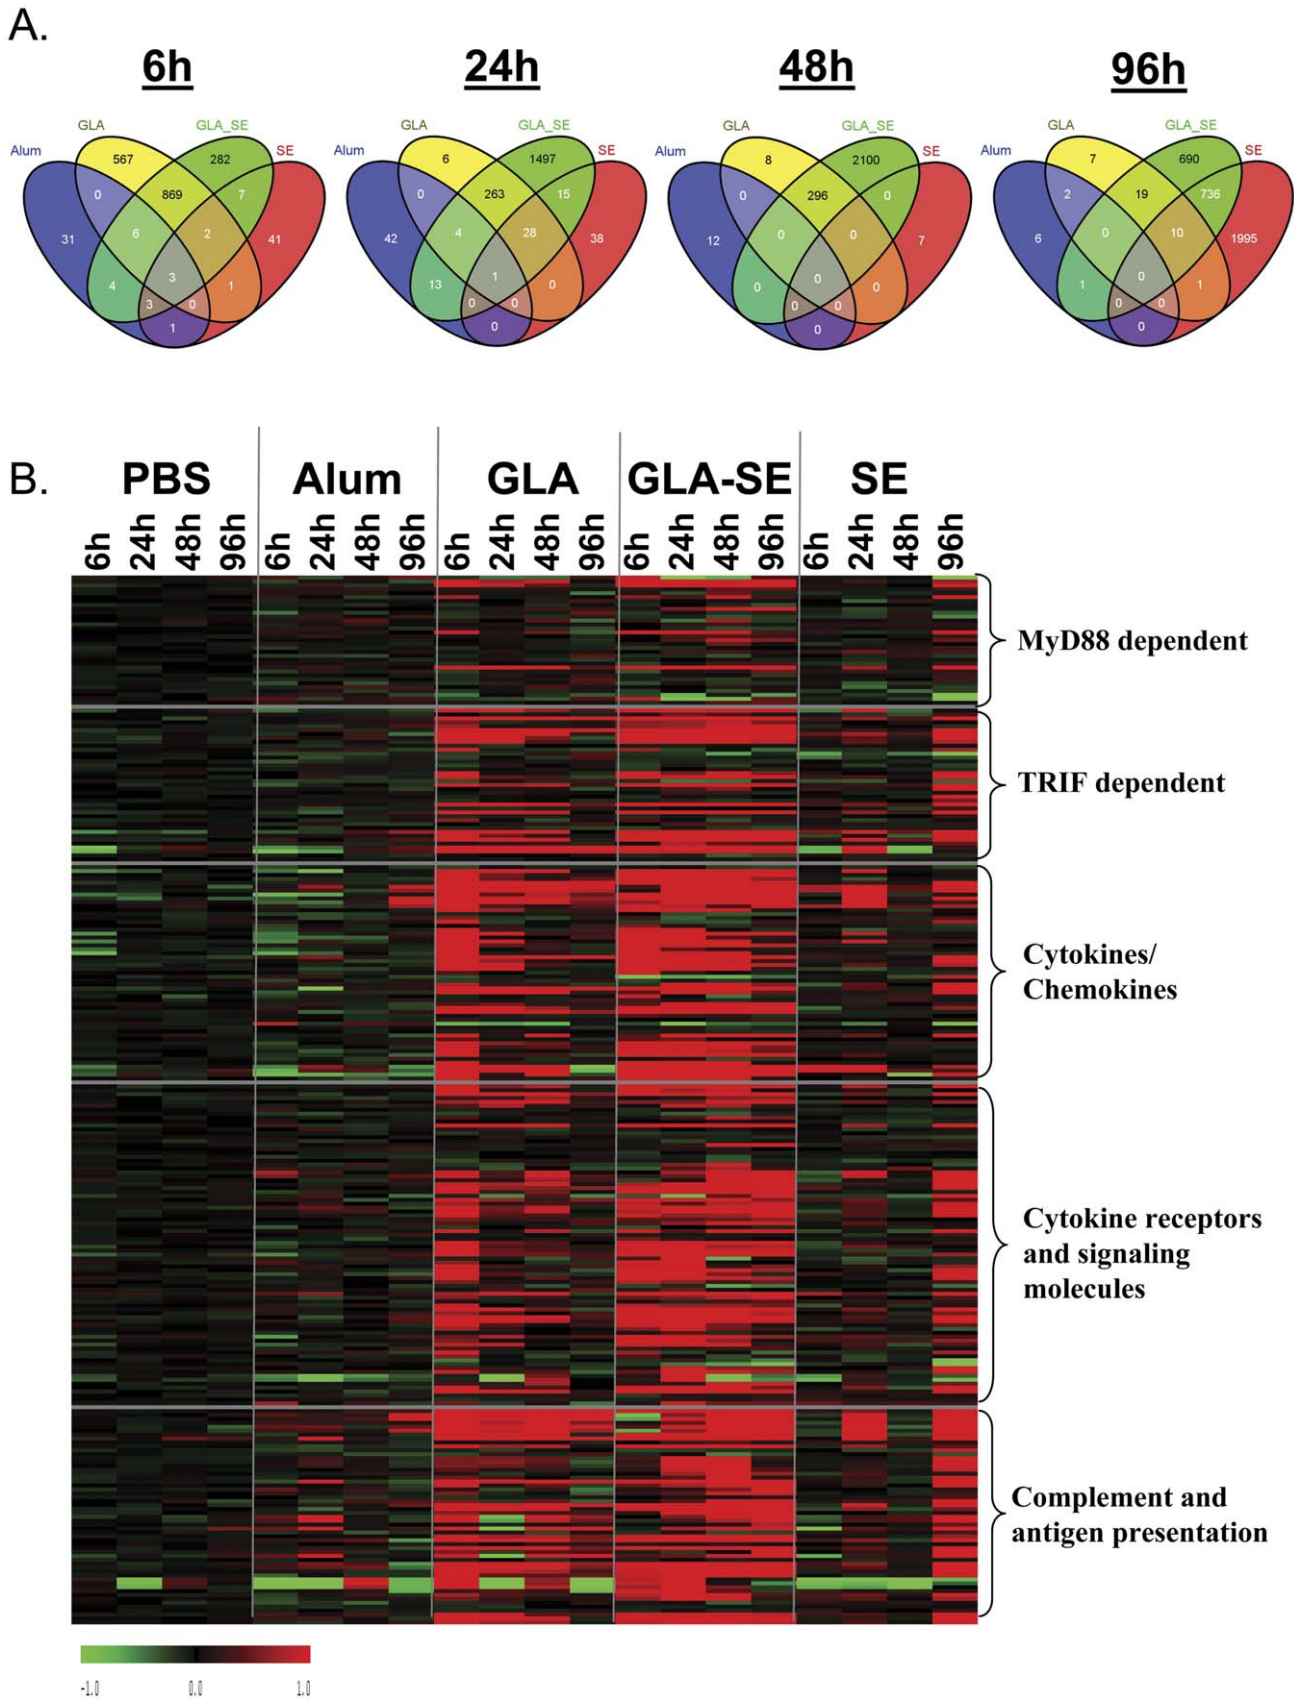 A.
6h 24h 48h 96h
GLA GLA_SE
Alum SE
567 282
0 869 7
31 6 2 41
3
4 1
3 0
1
GLA GLA_SE
Alum SE
6 1497
0 263 15
42 4 28 38
1
13 0
0 0
0
GLA GLA_SE
Alum SE
8 2100
0 296 0
12 0 0 7
0
0 0
0 0
0
GLA GLA_SE
Alum SE
7 690
2 19 736
6 0 10 1995
0
1 1
0 0
0
B.
PBS Alum GLA GLA-SE SE
6h 24h 48h 96h 6h 24h 48h 96h 6h 24h 48h 96h 6h 24h 48h 96h 6h 24h 48h 96h
MyD88 dependent
TRIF dependent
Cytokines/
Chemokines
Cytokine receptors
and signaling
molecules
Complement and
antigen presentation
-1.0 0.0 1.0